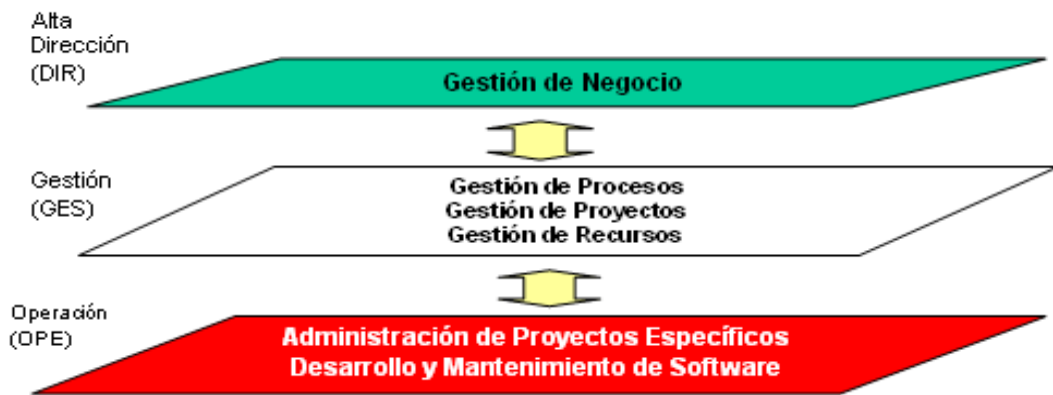 Alta
Dirección
(DIR)
Gestión de Negocio
Gestión
(GES)
Gestión de Procesos
Gestión de Proyectos
Gestión de Recursos
Operación
(OPE)
Administración de Proyectos Específicos
Desarrollo y Mantenimiento de Software